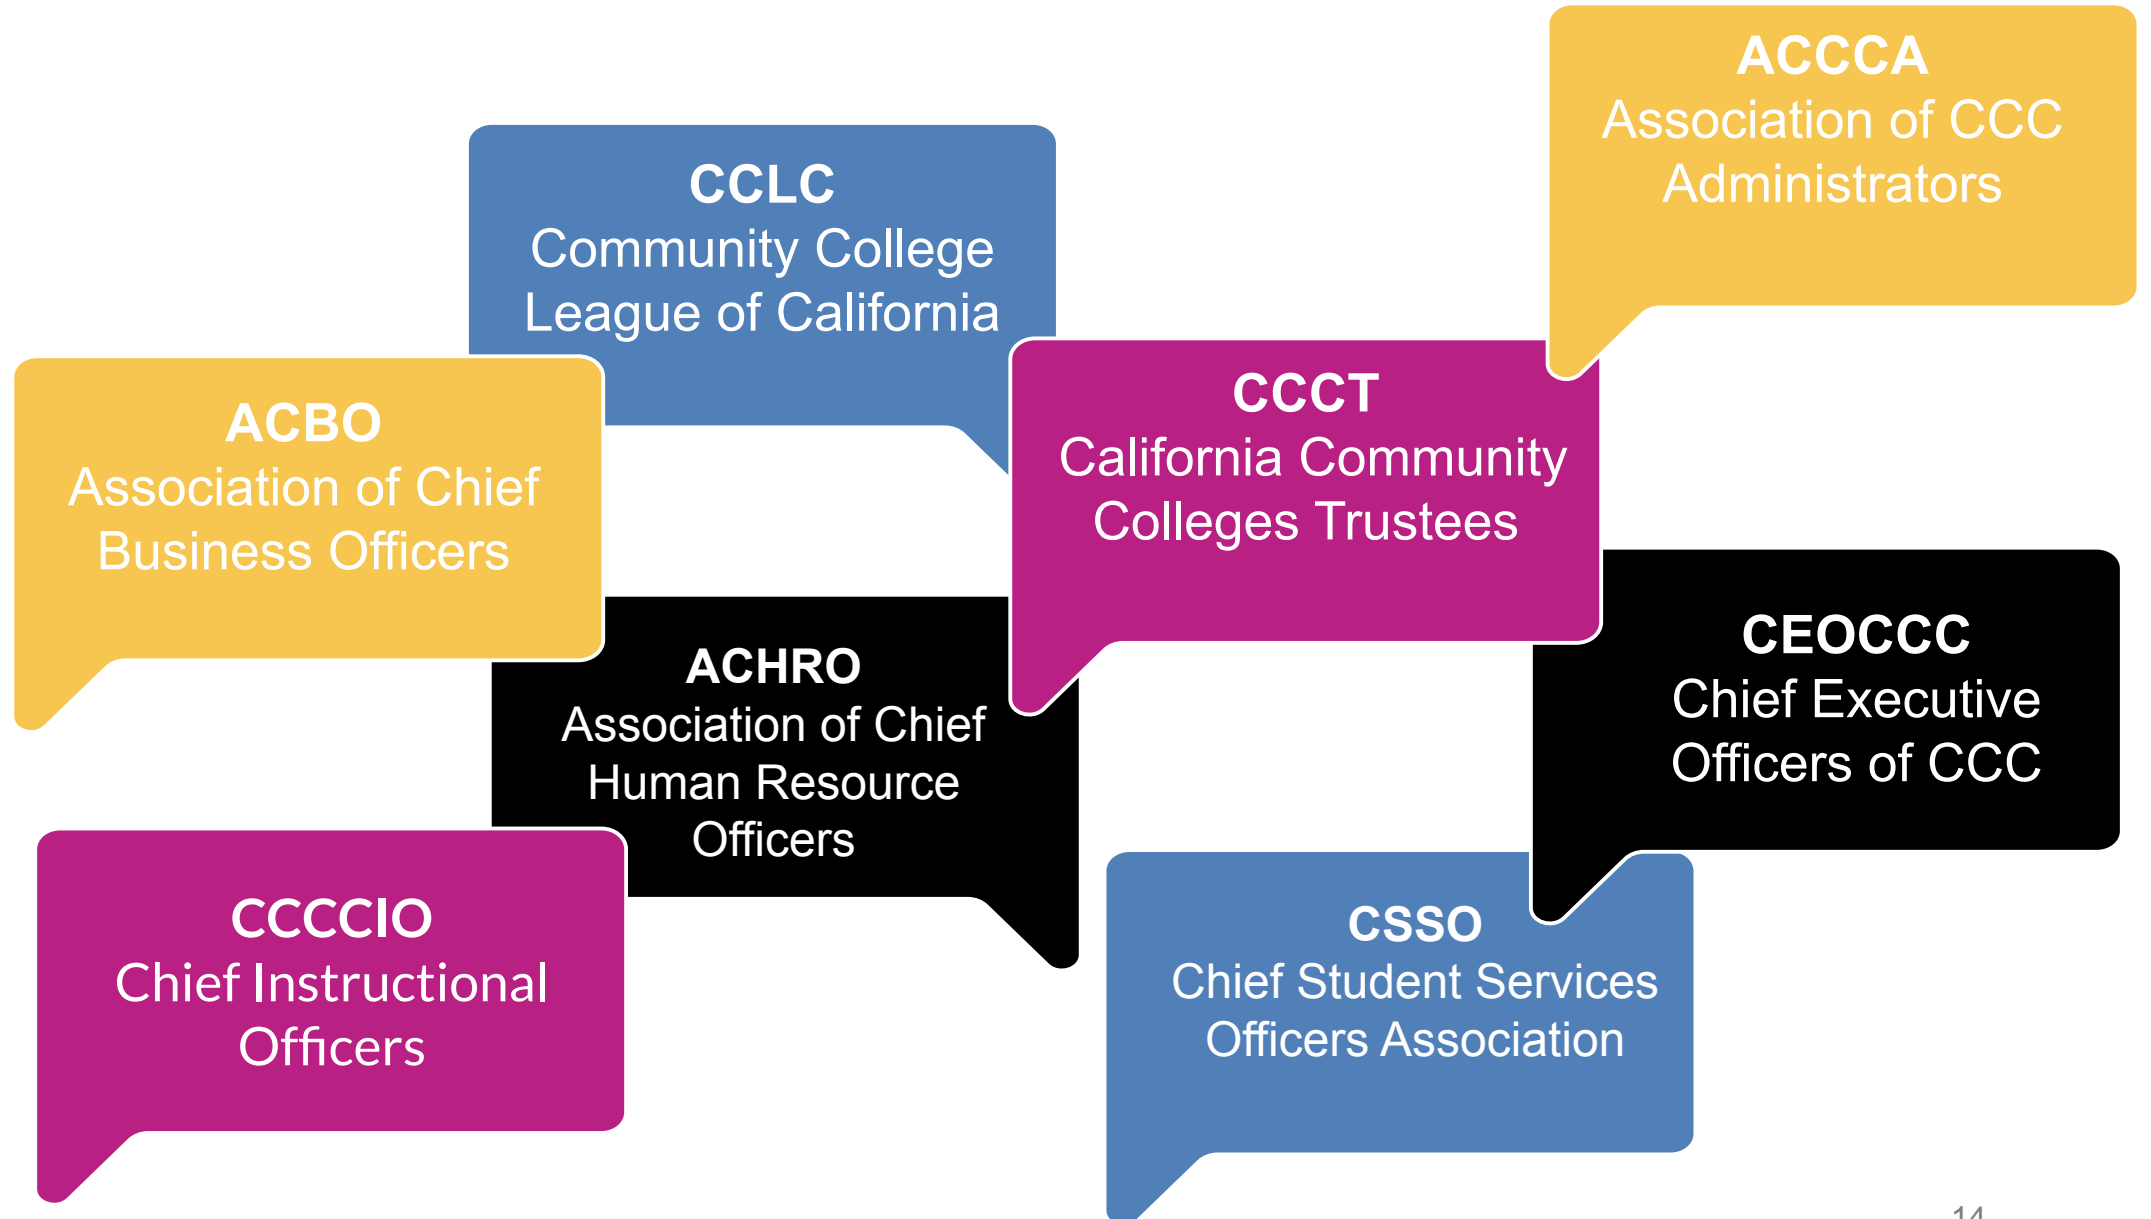 ACCCA
Association of CCC
Administrators
CCLC
Community College
League of California
CCCT
California Community
Colleges Trustees
ACBO
Association of Chief
Business Officers
CEOCCC
Chief Executive
Officers of CCC
ACHRO
Association of Chief
Human Resource
Officers
CCCCIO
Chief Instructional
Officers
CSSO
Chief Student Services
Officers Association
14